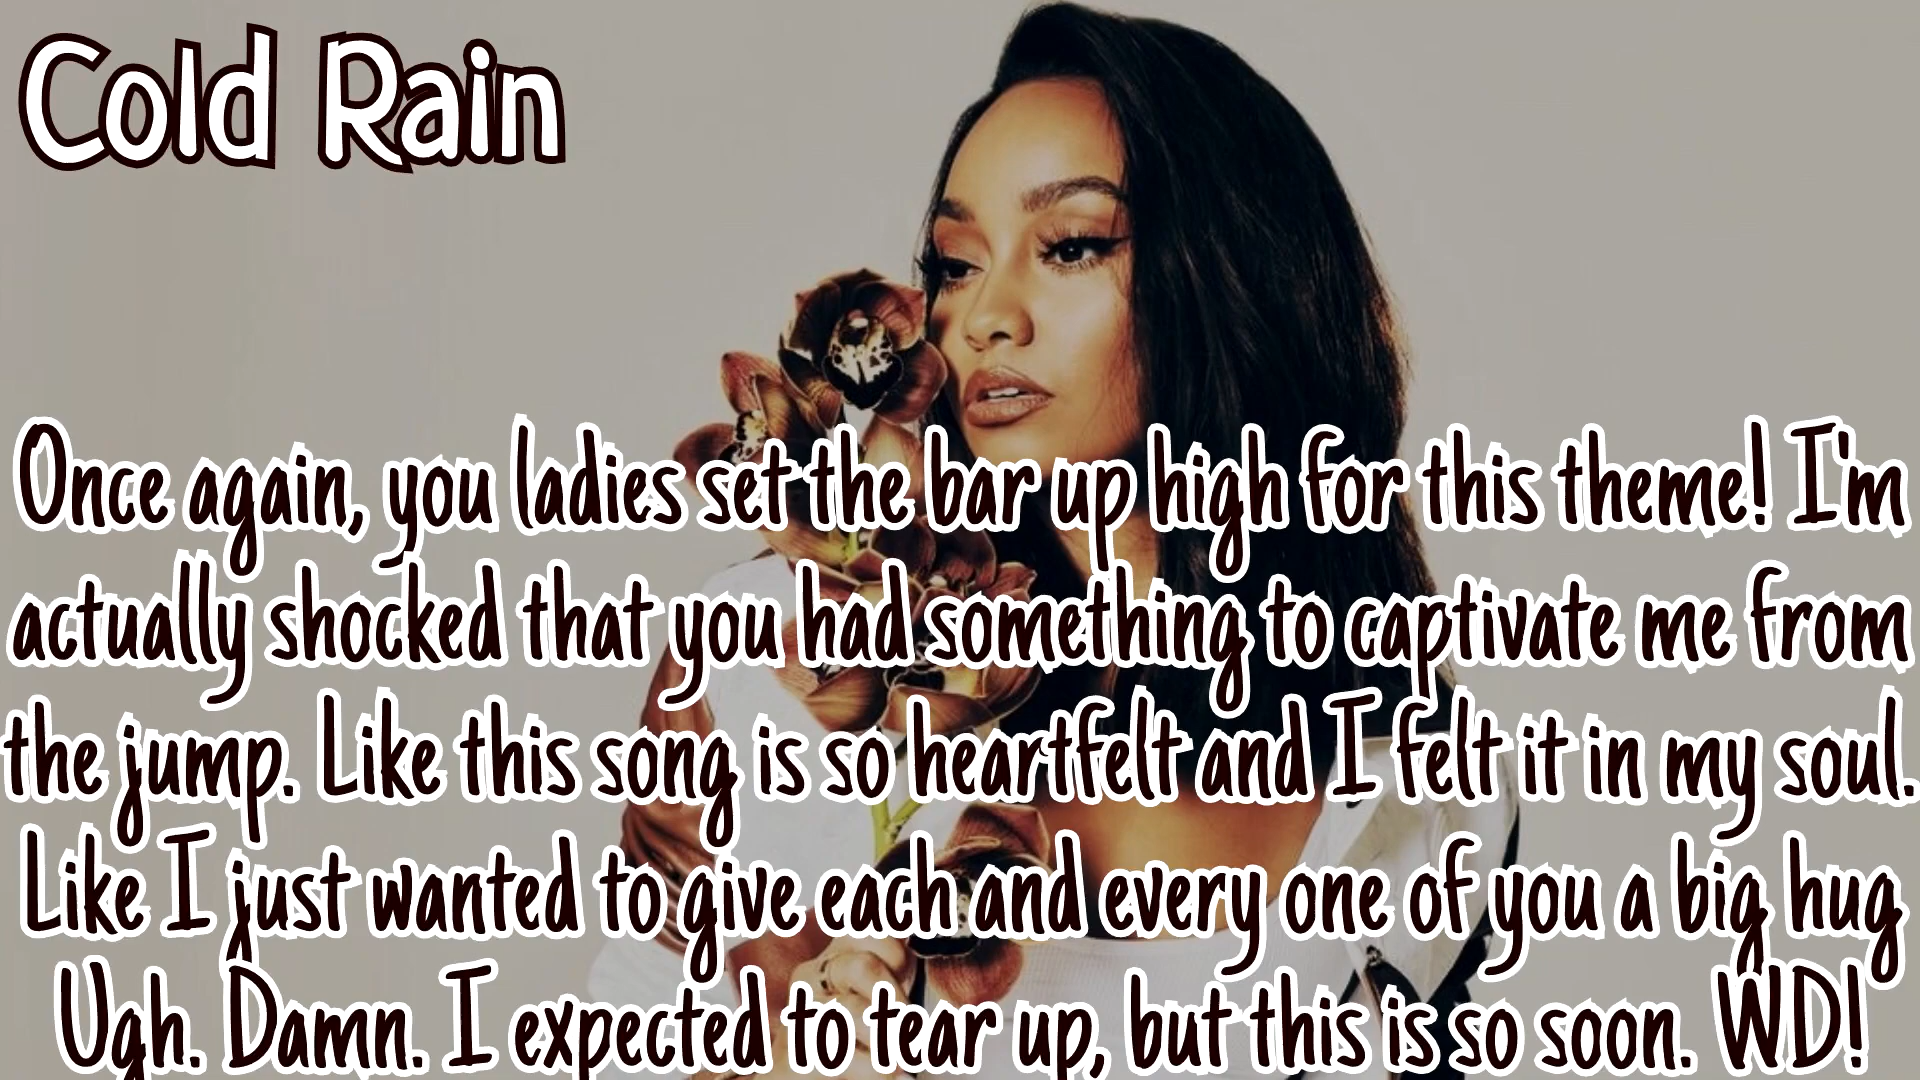 Cold Rain
Once again, you ladies set the bar up high for this theme! I'm
actually shocked that you had something to captivate me from
the jump. Like this song is so heartfelt and I felt it in my soul.
Like I just wanted to give each and every one of you a big hug
Ugh. Damn. I expected to tear up, but this is so soon. WD!